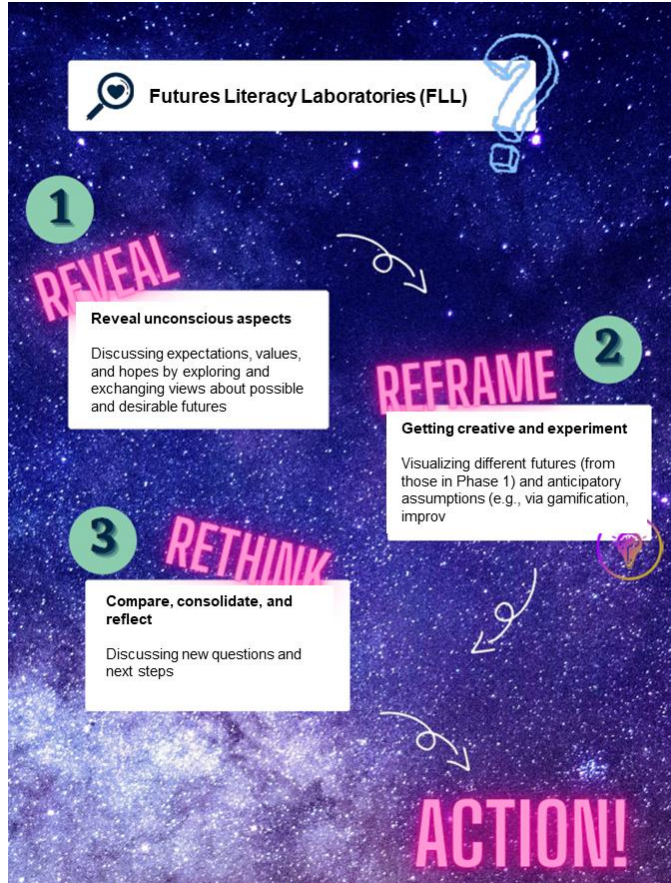 Futures Literacy Laboratories (FLL)
?
1
REVEAL
Reveal unconscious aspects
Discussing expectations, values,
and hopes by exploring and
exchanging views about possible
and desirable futures
2
REFRAME
Getting creative and experiment
Visualizing different futures (from
those in Phase 1) and anticipatory
assumptions (e.g., via gamification,
improv
3
RETHINK
Compare, consolidate, and
reflect
Discussing new questions and
next steps
ACTION!